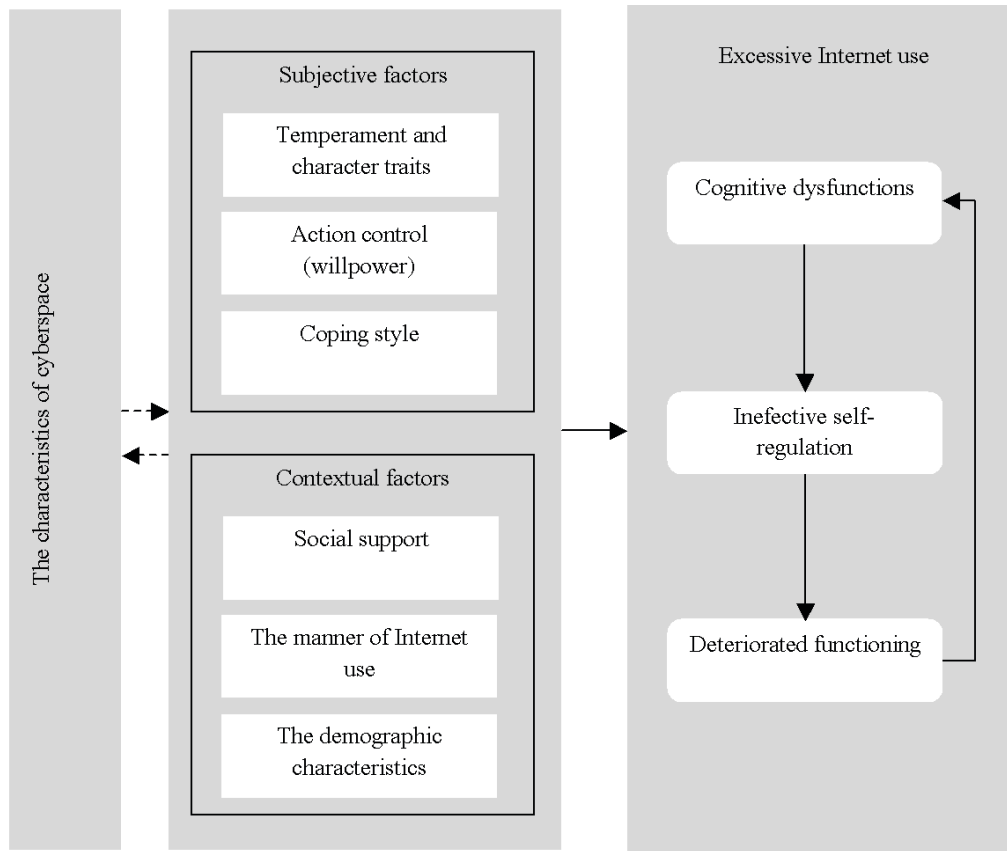 The characteristics of cyberspace
Subjective factors
Temperament and
character traits
Action control
(willpower)
Coping style
Contextual factors
Social support
The manner of Internet
use
The demographic
characteristics
Excessive Internet use
Cognitive dysfunctions
Inefective self-
regulation
Deteriorated functioning